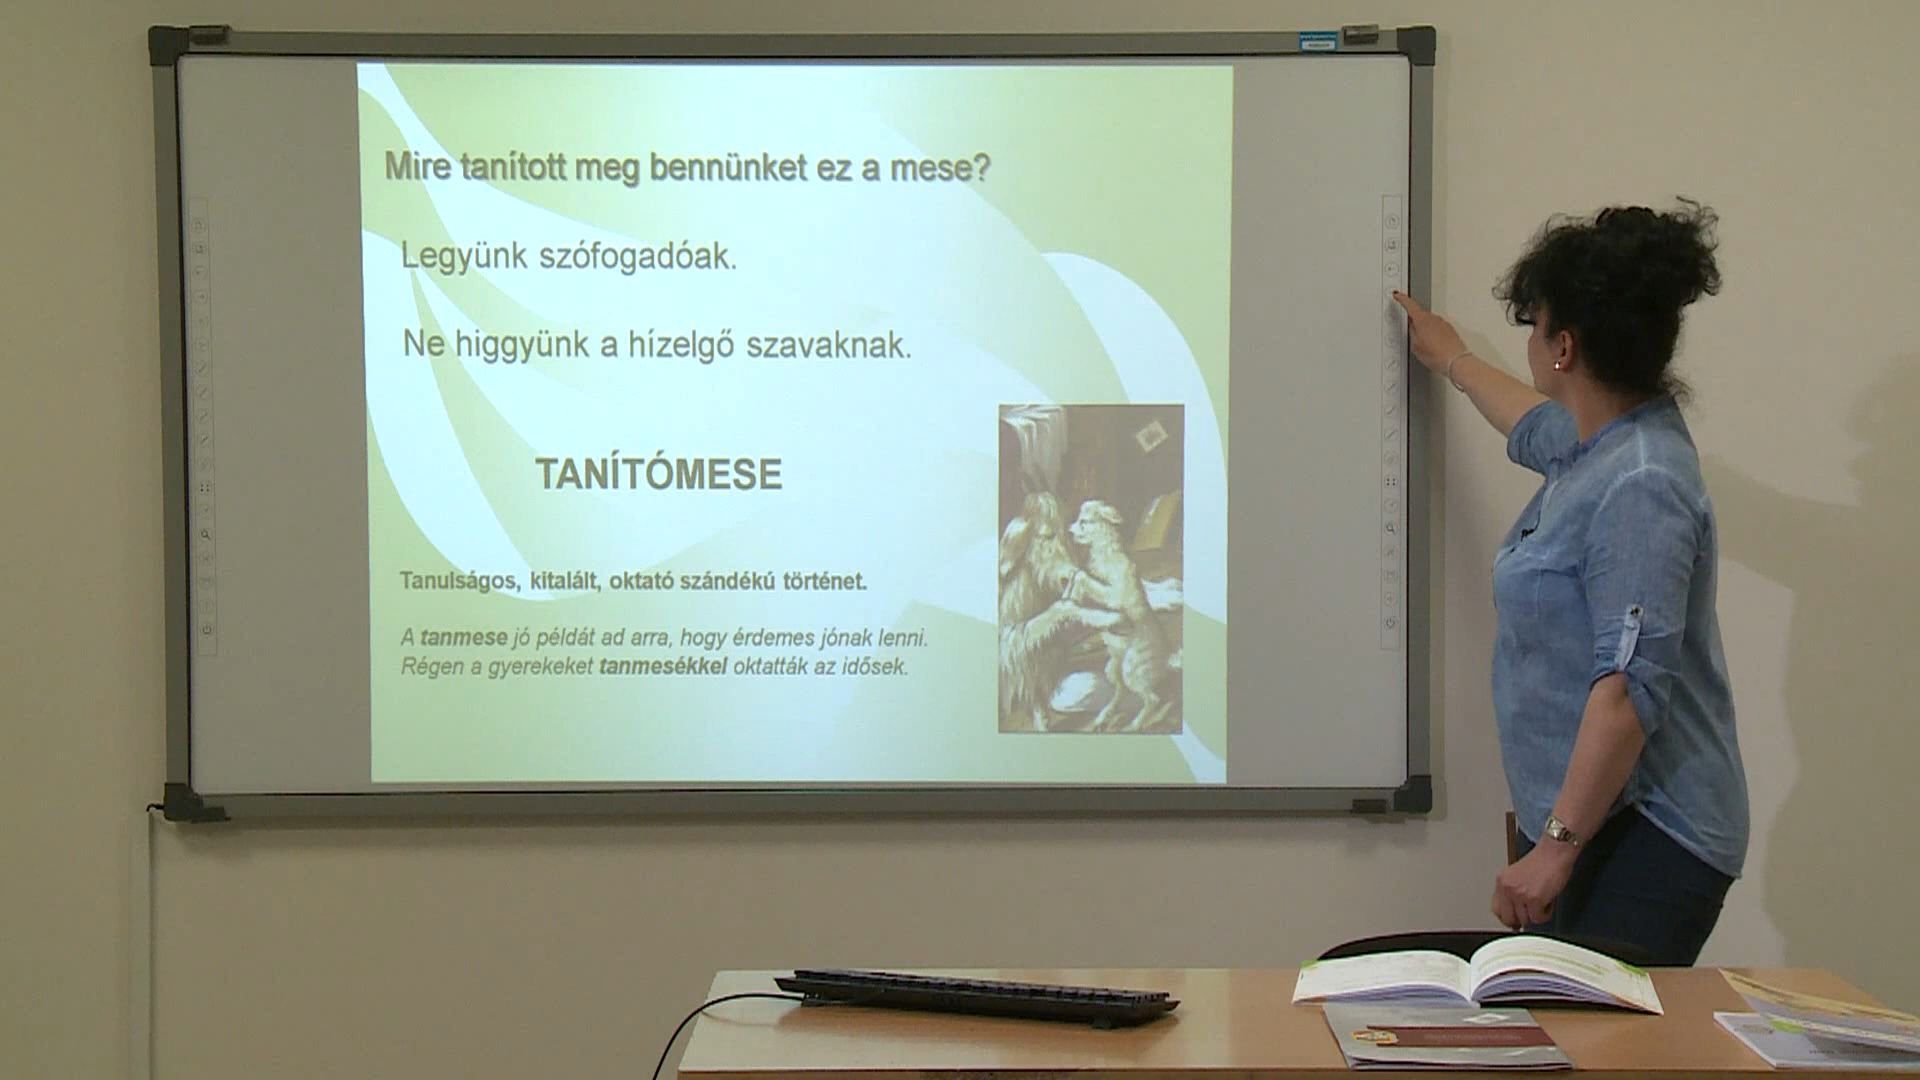 Mire tanított meg bennünket ez a mese?
Legyünk szófogadóak.
Ne higgyünk a hízelgő szavaknak.
TANÍTÓMESE
Tanulságos, kitalált, oktató szándékú történet.
A tanmese jó példát ad arra, hogy érdemes jónak lenni.
Régen a gyerekeket tanmesékkel oktatták az idősek.